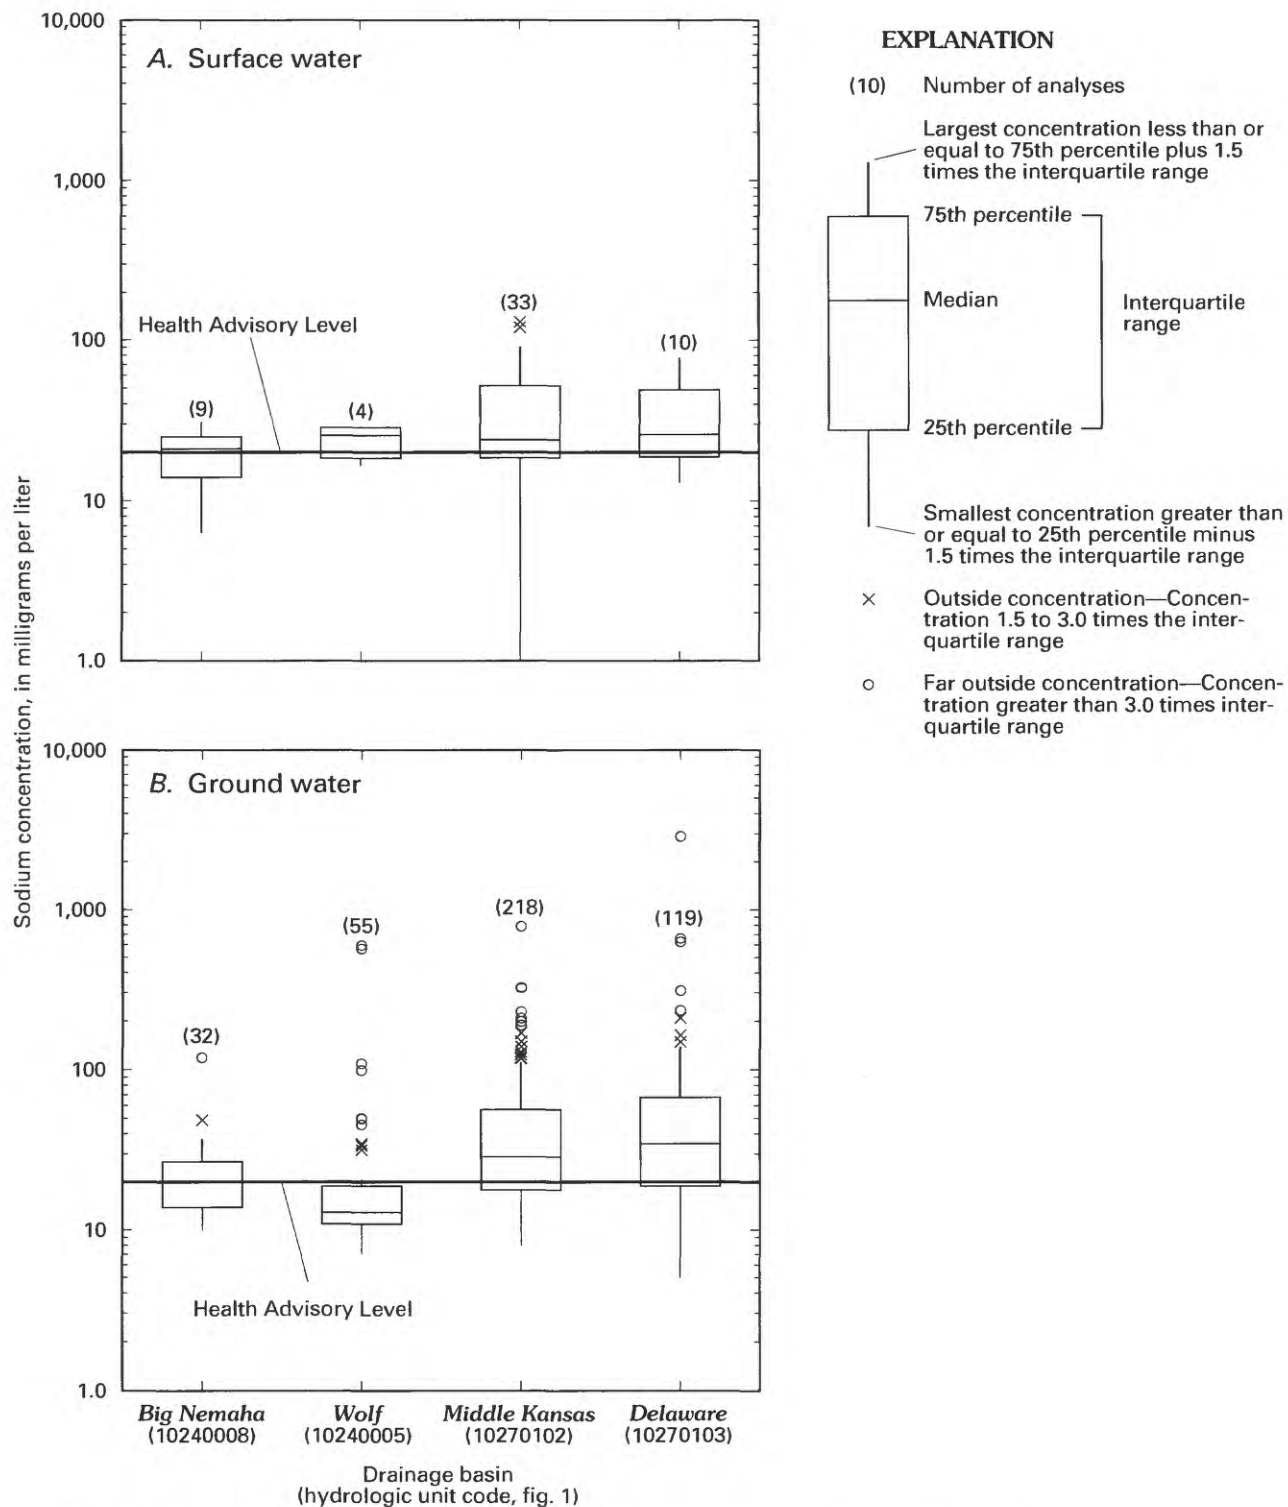 Sodium concentration, in milligrams per liter
10,000
1,000
100
10
1.0
A. Surface water
Health Advisory Level
(9)
(4)
(33)
(10)
10,000
1,000
100
10
1.0
B. Ground water
(32)
(55)
(218)
(119)
Health Advisory Level
Big Nemaha
(10240008)
Wolf
(10240005)
Middle Kansas
(10270102)
Delaware
(10270103)
Drainage basin
(hydrologic unit code, fig. 1)
EXPLANATION
(10) Number of analyses
Largest concentration less than or
equal to 75th percentile plus 1.5
times the interquartile range
75th percentile
Median
Interquartile
range
25th percentile
Smallest concentration greater than
or equal to 25th percentile minus
1.5 times the interquartile range
Outside concentration—Concen-
tration 1.5 to 3.0 times the inter-
quartile range
Far outside concentration—Concen-
tration greater than 3.0 times inter-
quartile range